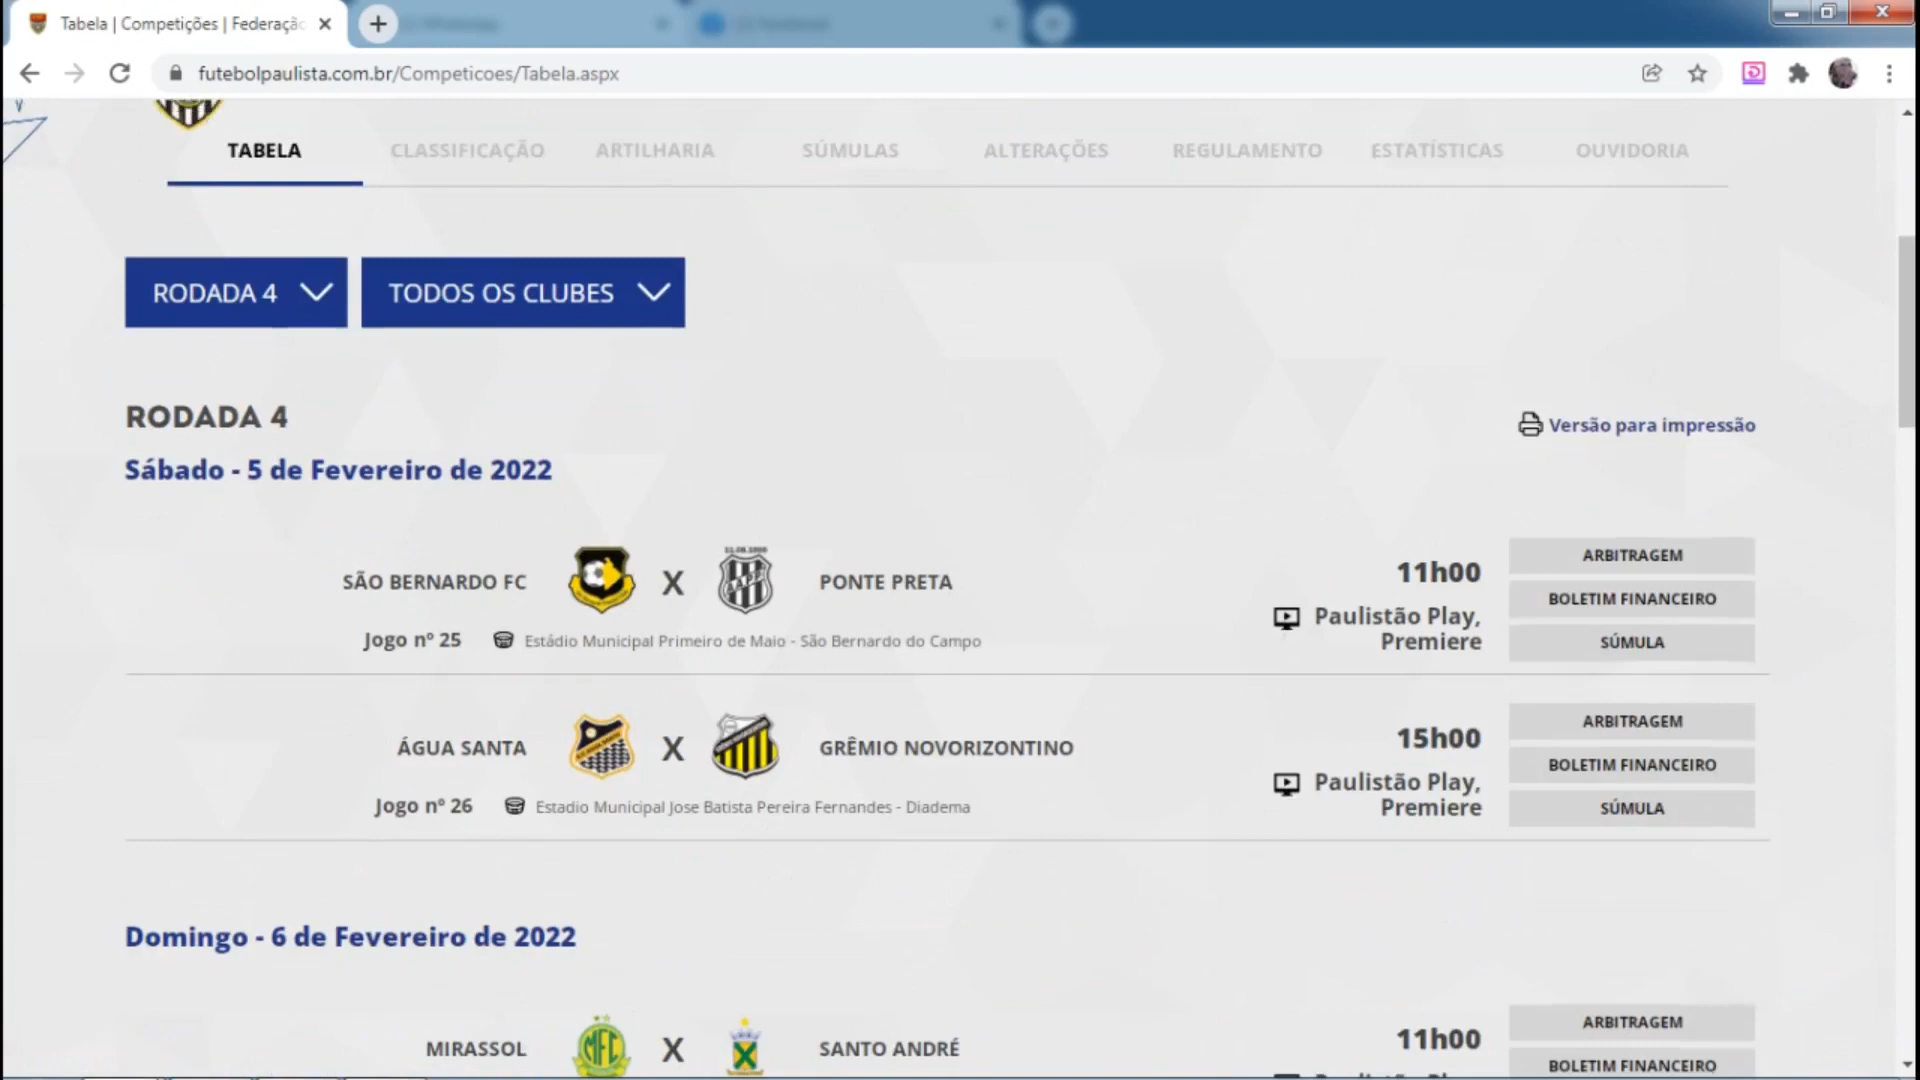 Tabela | Competições | Federação
futebolpaulista.com.br/Competicoes/Tabela.aspx
TABELA CLASSIFICAÇÃO ARTILHARIA SÚMULAS ALTERAÇÕES REGULAMENTO ESTATÍSTICAS OUVIDORIA
RODADA 4 TODOS OS CLUBES
RODADA 4
Versão para impressão
Sábado - 5 de Fevereiro de 2022
SÃO BERNARDO FC X PONTE PRETA
11h00
Paulistão Play,
Premiere
ARBITRAGEM
BOLETIM FINANCEIRO
SÚMULA
Jogo nº 25 Estádio Municipal Primeiro de Maio - São Bernardo do Campo
ÁGUA SANTA X GRÊMIO NOVORIZONTINO
15h00
Paulistão Play,
Premiere
ARBITRAGEM
BOLETIM FINANCEIRO
SÚMULA
Jogo nº 26 Estadio Municipal Jose Batista Pereira Fernandes - Diadema
Domingo - 6 de Fevereiro de 2022
MIRASSOL X SANTO ANDRÉ
11h00
ARBITRAGEM
BOLETIM FINANCEIRO